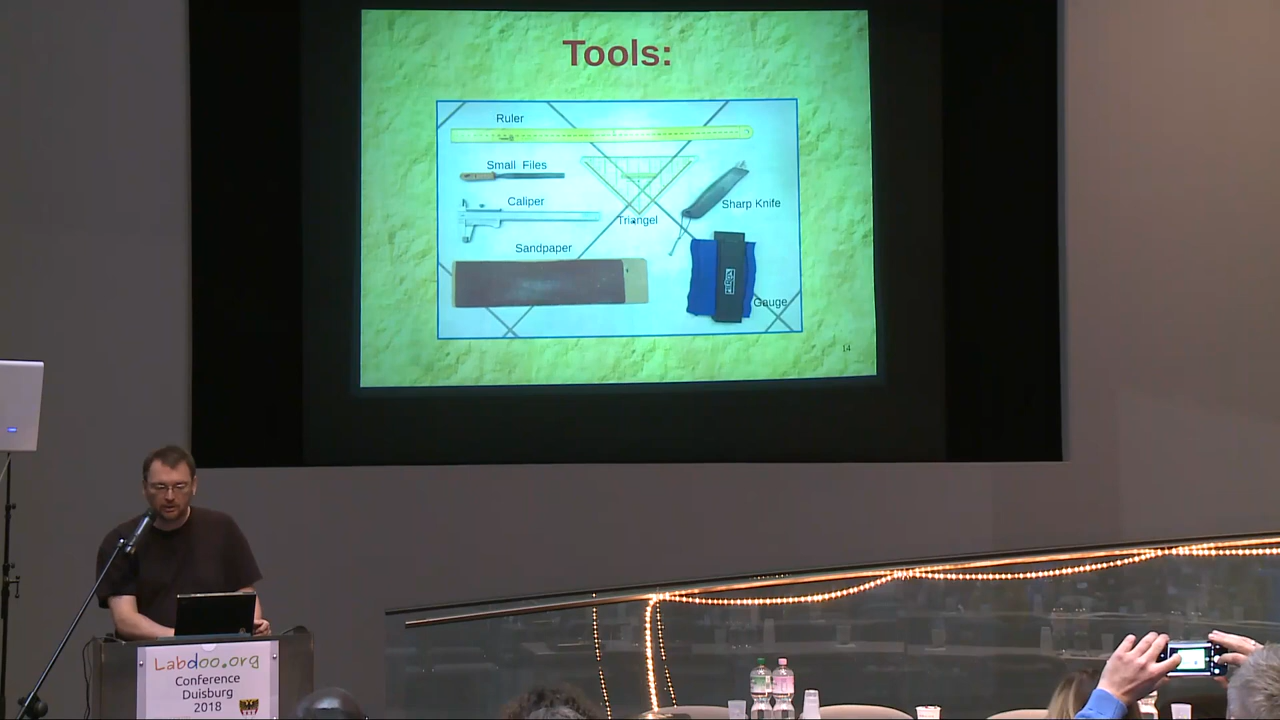 Tools:
Ruler
Small Files
Caliper
Triangel
Sharp Knife
Sandpaper
Gauge
14
Labdoo.org
Conference
Duisburg
2018